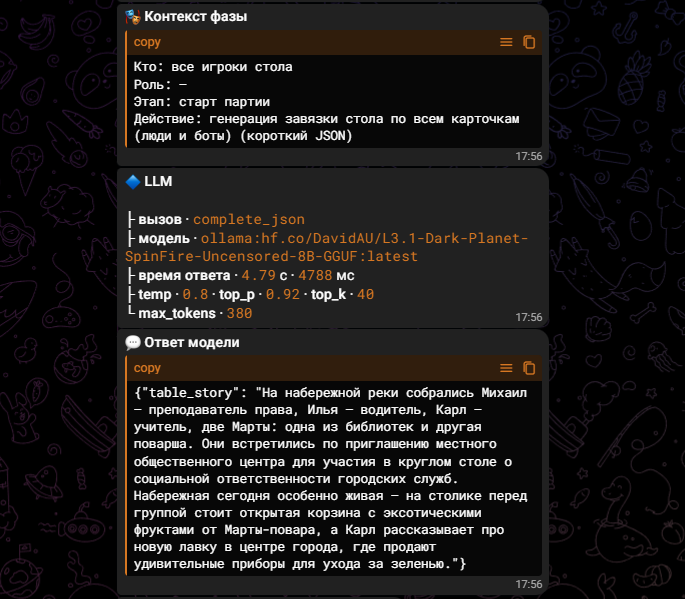 Контекст фазы
copy
Кто: все игроки стола
Роль: —
Этап: старт партии
Действие: генерация завязки стола по всем карточкам
(люди и боты) (короткий JSON)
17:56
LLM
├ вызов · complete_json
├ модель · ollama:hf.co/DavidAU/L3.1-Dark-Planet-
SpinFire-Uncensored-8B-GGUF:latest
├ время ответа · 4.79 с · 4788 мс
├ temp · 0.8 · top_p · 0.92 · top_k · 40
└ max_tokens · 380
17:56
Ответ модели
copy
{"table_story": "На набережной реки собрались Михаил
— преподаватель права, Илья — водитель, Карл —
учитель, две Марты: одна из библиотек и другая
поварша. Они встретились по приглашению местного
общественного центра для участия в круглом столе о
социальной ответственности городских служб.
Набережная сегодня особенно живая — на столике перед
группой стоит открытая корзина с экзотическими
фруктами от Марты-повара, а Карл рассказывает про
новую лавку в центре города, где продают
удивительные приборы для ухода за зеленью."}
17:56